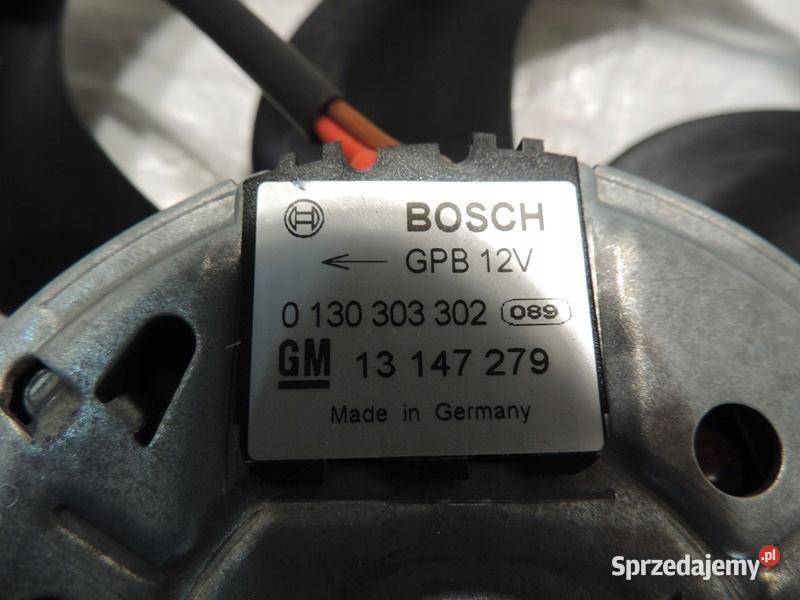 BOSCH
← GPB 12V
0 130 303 302 089
GM 13 147 279
Made in Germany
Sprzedajemy.pl